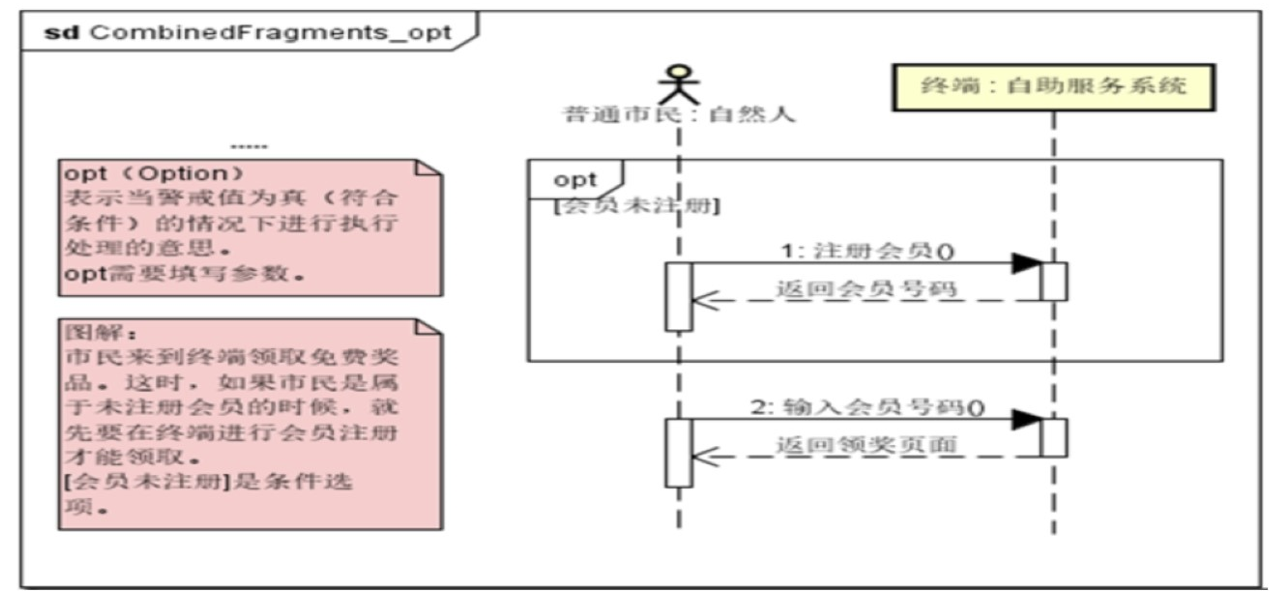 sd CombinedFragments_opt
普通市民 : 自然人
终端 : 自助服务系统
.....
opt（Option）
表示当警戒值为真（符合
条件）的情况下进行执行
处理的意思。
opt需要填写参数。
图解：
市民来到终端领取免费奖
品。这时，如果市民是属
于未注册会员的时候，就
先要在终端进行会员注册
才能领取。
[会员未注册]是条件选
项。
opt
[会员未注册]
1: 注册会员()
返回会员号码
2: 输入会员号码()
返回领奖页面